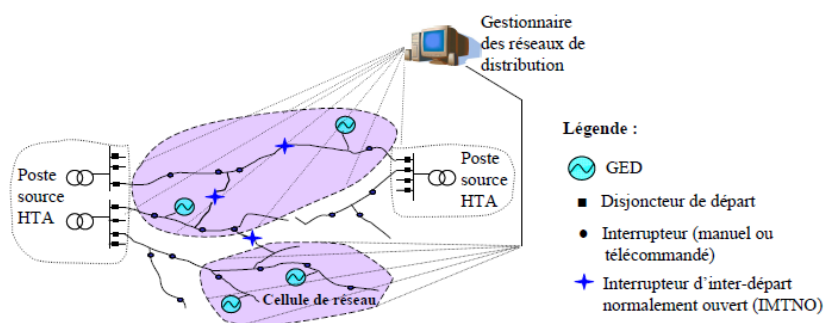 Gestionnaire
des réseaux de
distribution
Poste
source
HTA
Poste
source
HTA
Cellule de réseau
Légende :
GED
Disjoncteur de départ
Interrupteur (manuel ou
télécommandé)
Interrupteur d’inter-départ
normalement ouvert (IMTNO)